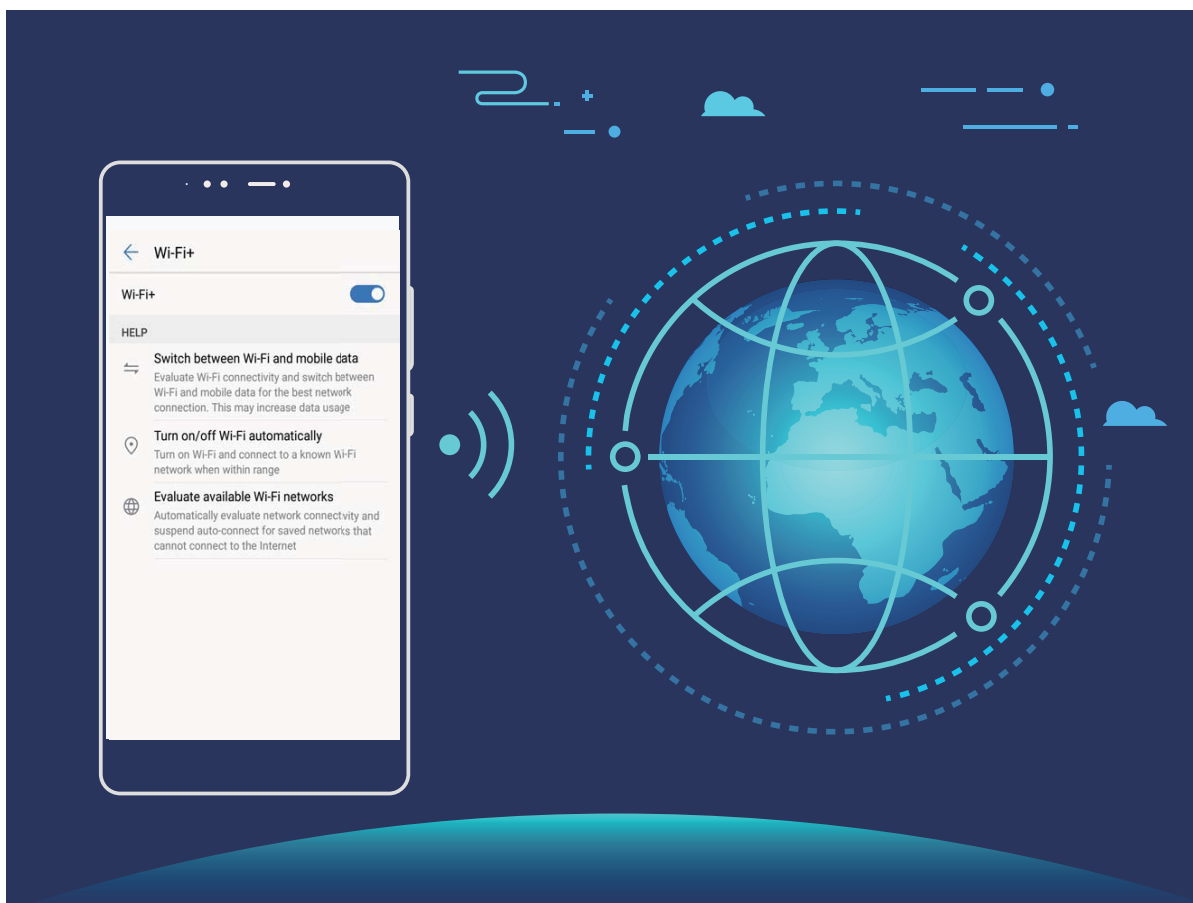 Wi-Fi+
Wi-Fi+
HELP
Switch between Wi-Fi and mobile data
Evaluate Wi-Fi connectivity and switch between
Wi-Fi and mobile data for the best network
connection. This may increase data usage
Turn on/off Wi-Fi automatically
Turn on Wi-Fi and connect to a known Wi-Fi
network when within range
Evaluate available Wi-Fi networks
Automatically evaluate network connectivity and
suspend auto-connect for saved networks that
cannot connect to the Internet